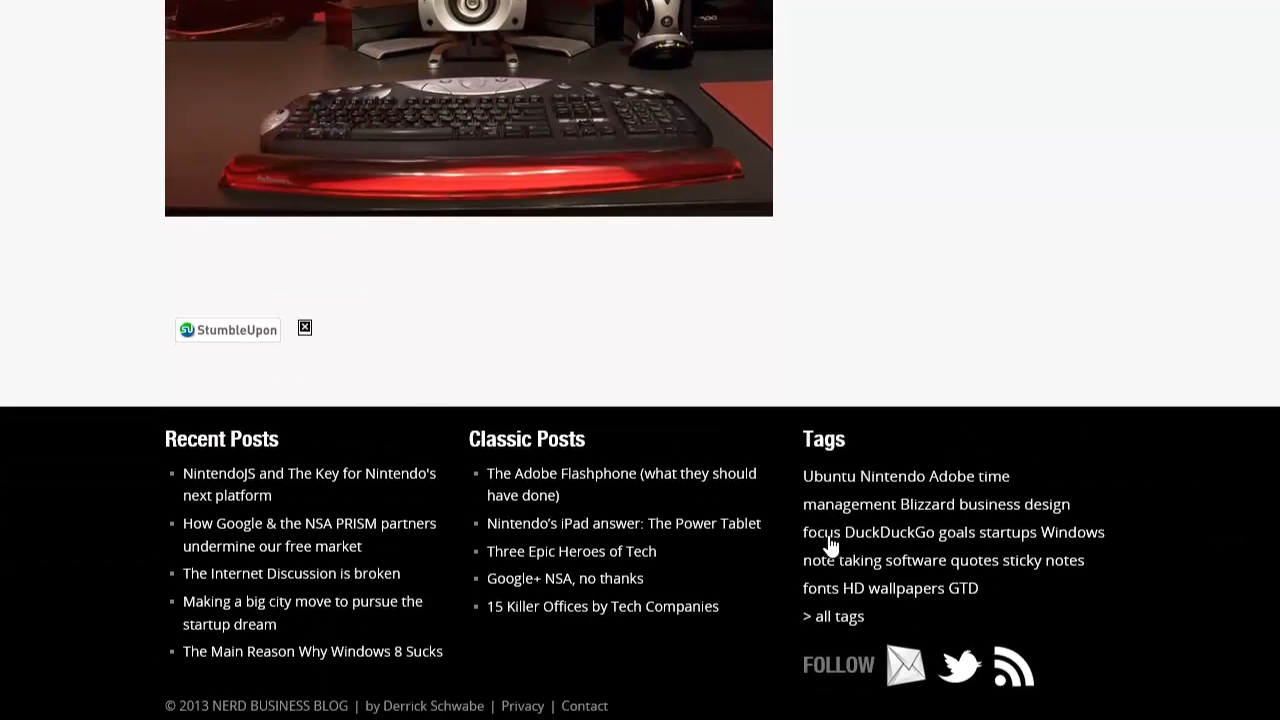 StumbleUpon
Recent Posts
NintendoJS and The Key for Nintendo's
next platform
How Google & the NSA PRISM partners
undermine our free market
The Internet Discussion is broken
Making a big city move to pursue the
startup dream
The Main Reason Why Windows 8 Sucks
Classic Posts
The Adobe Flashphone (what they should
have done)
Nintendo’s iPad answer: The Power Tablet
Three Epic Heroes of Tech
Google+ NSA, no thanks
15 Killer Offices by Tech Companies
Tags
Ubuntu Nintendo Adobe time
management Blizzard business design
focus DuckDuckGo goals startups Windows
note taking software quotes sticky notes
fonts HD wallpapers GTD
> all tags
FOLLOW
© 2013 NERD BUSINESS BLOG | by Derrick Schwabe | Privacy | Contact